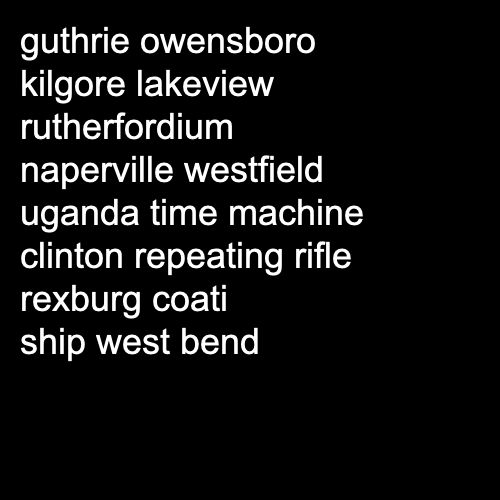 guthrie owensboro
kilgore lakeview
rutherfordium
naperville westfield
uganda time machine
clinton repeating rifle
rexburg coati
ship west bend